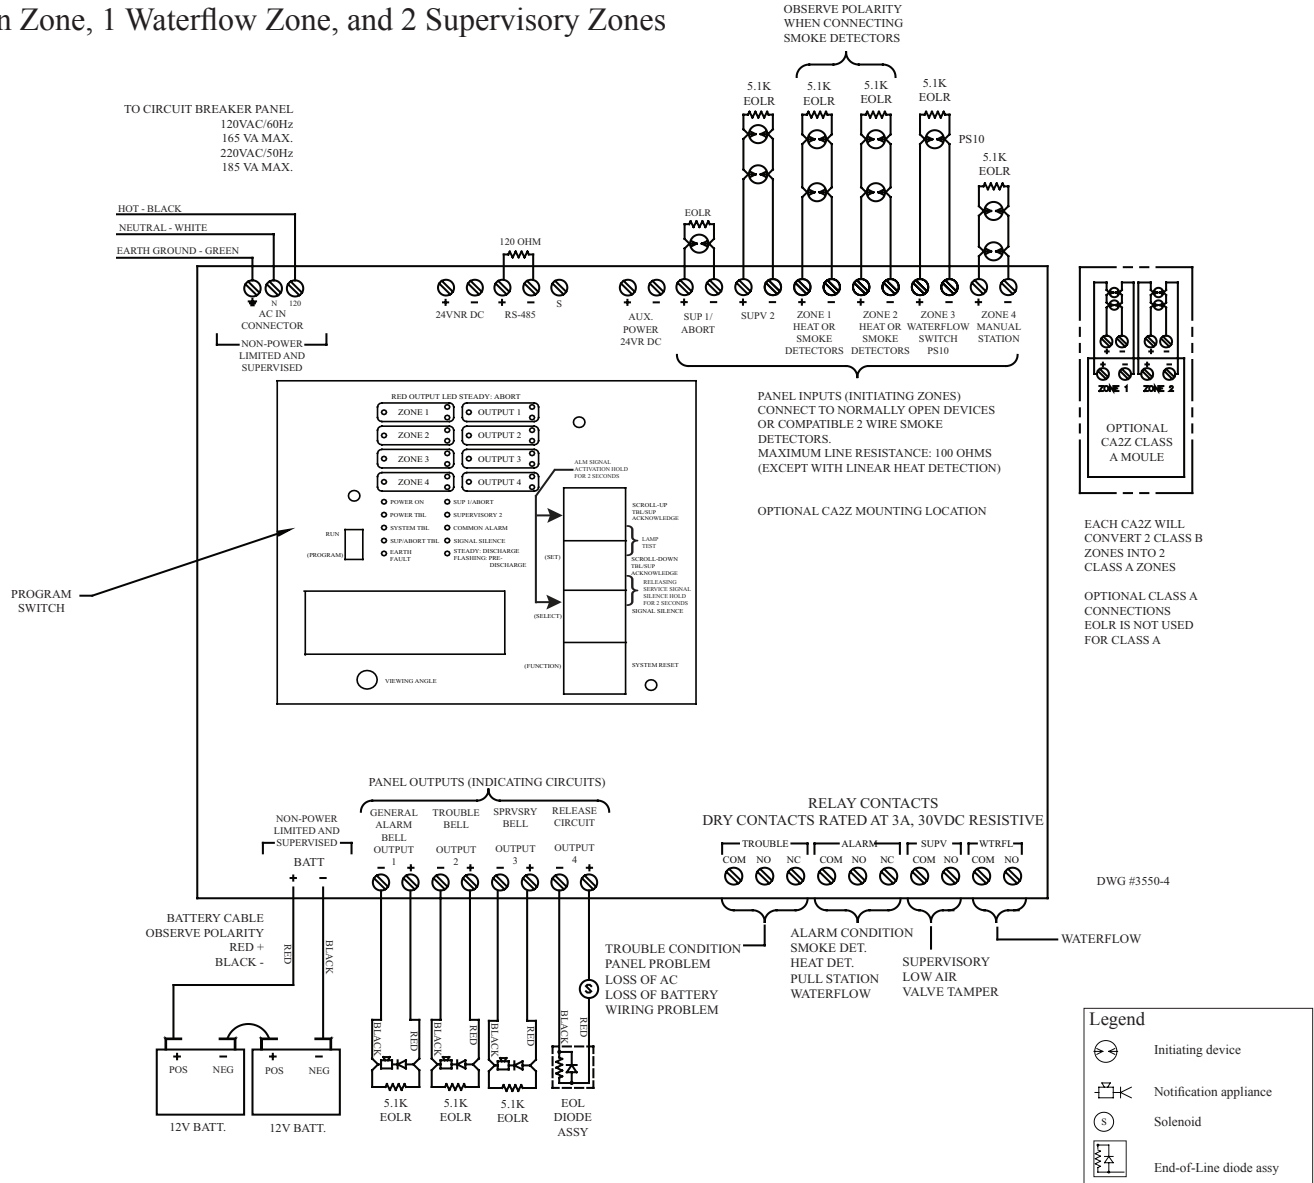 n Zone, 1 Waterflow Zone, and 2 Supervisory Zones
OBSERVE POLARITY
WHEN CONNECTING
SMOKE DETECTORS
TO CIRCUIT BREAKER PANEL
120VAC/60Hz
165 VA MAX.
220VAC/50Hz
185 VA MAX.
5.1K
EOLR
5.1K
EOLR
5.1K
EOLR
5.1K
EOLR
PS10
5.1K
EOLR
HOT - BLACK
NEUTRAL - WHITE
EARTH GROUND - GREEN
120 OHM
EOLR
N 120
AC IN
CONNECTOR
NON-POWER
LIMITED AND
SUPERVISED
+ -
24VNR DC
+ -
RS-485
S
+ -
AUX.
POWER
24VR DC
+ -
SUP 1/
ABORT
+ -
SUPV 2
+ -
ZONE 1
HEAT OR
SMOKE
DETECTORS
+ -
ZONE 2
HEAT OR
SMOKE
DETECTORS
+ -
ZONE 3
WATERFLOW
SWITCH
PS10
+ -
ZONE 4
MANUAL
STATION
PANEL INPUTS (INITIATING ZONES)
CONNECT TO NORMALLY OPEN DEVICES
OR COMPATIBLE 2 WIRE SMOKE
DETECTORS.
MAXIMUM LINE RESISTANCE: 100 OHMS
(EXCEPT WITH LINEAR HEAT DETECTION)
OPTIONAL CA2Z MOUNTING LOCATION
+ - + -
+ - + -
ZONE 1 ZONE 2
OPTIONAL
CA2Z CLASS
A MOULE
EACH CA2Z WILL
CONVERT 2 CLASS B
ZONES INTO 2
CLASS A ZONES
OPTIONAL CLASS A
CONNECTIONS
EOLR IS NOT USED
FOR CLASS A
RED OUTPUT LED STEADY: ABORT
ZONE 1 OUTPUT 1
ZONE 2 OUTPUT 2
ZONE 3 OUTPUT 3
ZONE 4 OUTPUT 4
POWER ON SUP 1/ABORT
POWER TBL SUPERVISORY 2
SYSTEM TBL COMMON ALARM
SUP/ABORT TBL SIGNAL SILENCE
EARTH
FAULT
STEADY: DISCHARGE
FLASHING: PRE-
DISCHARGE
RUN
(PROGRAM)
PROGRAM
SWITCH
ALM SIGNAL
ACTIVATION HOLD
FOR 2 SECONDS
(SET)
(SELECT)
(FUNCTION)
SCROLL-UP
TBL/SUP
ACKNOWLEDGE
LAMP
TEST
SCROLL-DOWN
TBL/SUP
ACKNOWLEDGE
RELEASING
SERVICE SIGNAL
SILENCE HOLD
FOR 2 SECONDS
SIGNAL SILENCE
SYSTEM RESET
VIEWING ANGLE
PANEL OUTPUTS (INDICATING CIRCUITS)
NON-POWER
LIMITED AND
SUPERVISED
BATT
+ -
GENERAL
ALARM
BELL
OUTPUT
1
- +
TROUBLE
BELL
OUTPUT
2
- +
SPRVSRY
BELL
OUTPUT
3
- +
RELEASE
CIRCUIT
OUTPUT
4
- +
RELAY CONTACTS
DRY CONTACTS RATED AT 3A, 30VDC RESISTIVE
TROUBLE ALARM SUPV WTRFL
COM NO NC COM NO NC COM NO COM NO
DWG #3550-4
BATTERY CABLE
OBSERVE POLARITY
RED +
BLACK -
RED
BLACK
TROUBLE CONDITION
PANEL PROBLEM
LOSS OF AC
LOSS OF BATTERY
WIRING PROBLEM
ALARM CONDITION
SMOKE DET.
HEAT DET.
PULL STATION
WATERFLOW
SUPERVISORY
LOW AIR
VALVE TAMPER
WATERFLOW
S
BLACK RED
BLACK RED
BLACK RED
BLACK RED
+ - + -
POS NEG POS NEG
12V BATT. 12V BATT.
5.1K
EOLR
5.1K
EOLR
5.1K
EOLR
EOL
DIODE
ASSY
Legend
Initiating device
Notification appliance
S Solenoid
End-of-Line diode assy